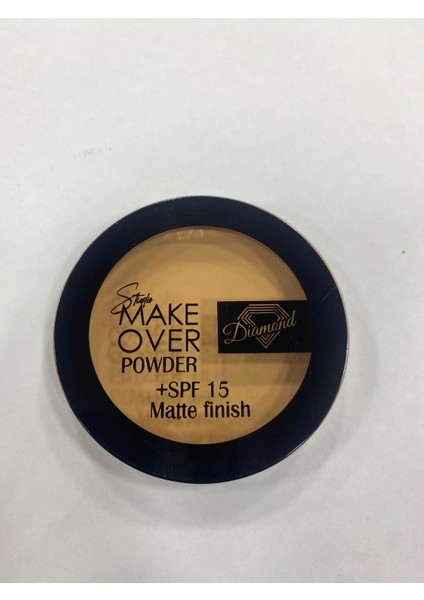 Style
MAKE
OVER
POWDER
+SPF 15
Matte finish
Diamond